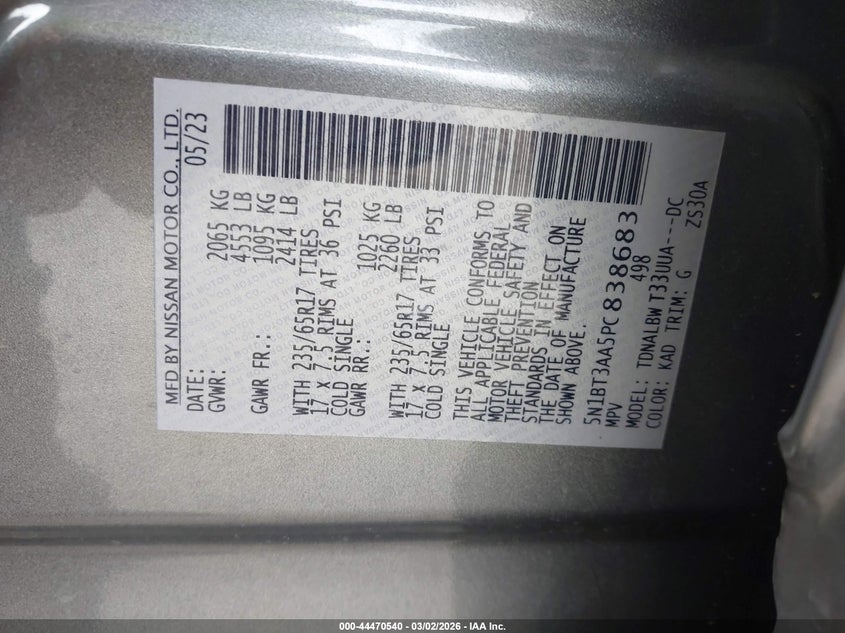 MFD BY NISSAN MOTOR CO., LTD.
DATE: 05/23
GVWR: 2065 KG
4553 LB
GAWR FR.: 1095 KG
2414 LB
WITH 235/65R17 TIRES
17 X 7.5 RIMS AT 36 PSI
COLD SINGLE
GAWR RR.: 1025 KG
2260 LB
WITH 235/65R17 TIRES
17 X 7.5 RIMS AT 33 PSI
COLD SINGLE
THIS VEHICLE CONFORMS TO
ALL APPLICABLE FEDERAL
MOTOR VEHICLE SAFETY AND
THEFT PREVENTION
STANDARDS IN EFFECT ON
THE DATE OF MANUFACTURE
SHOWN ABOVE.
5N1BT3AA5PC838683
MPV 498
MODEL: TDNALBW T33UUA---DC
COLOR: KAD TRIM: G ZS30A
000-44470540 - 03/02/2026 - IAA Inc.